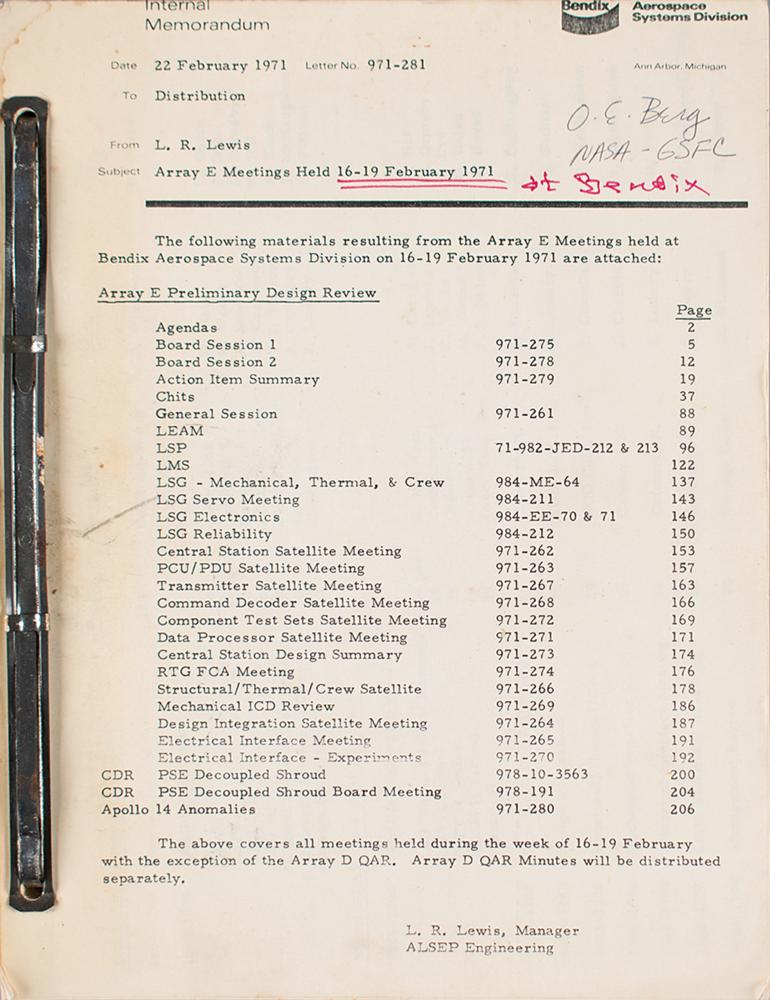 Internal
Memorandum
Bendix Aerospace
Systems Division
Date 22 February 1971 Letter No. 971-281
Ann Arbor, Michigan
To Distribution
O. E. Berg
NASA - GSFC
From L. R. Lewis
Subject Array E Meetings Held 16-19 February 1971 at Bendix
The following materials resulting from the Array E Meetings held at
Bendix Aerospace Systems Division on 16-19 February 1971 are attached:
Array E Preliminary Design Review
Page
Agendas 2
Board Session 1 971-275 5
Board Session 2 971-278 12
Action Item Summary 971-279 19
Chits 37
General Session 971-261 88
LEAM 89
LSP 71-982-JED-212 & 213 96
LMS 122
LSG - Mechanical, Thermal, & Crew 984-ME-64 137
LSG Servo Meeting 984-211 143
LSG Electronics 984-EE-70 & 71 146
LSG Reliability 984-212 150
Central Station Satellite Meeting 971-262 153
PCU/PDU Satellite Meeting 971-263 157
Transmitter Satellite Meeting 971-267 163
Command Decoder Satellite Meeting 971-268 166
Component Test Sets Satellite Meeting 971-272 169
Data Processor Satellite Meeting 971-271 171
Central Station Design Summary 971-273 174
RTG FCA Meeting 971-274 176
Structural/Thermal/Crew Satellite 971-266 178
Mechanical ICD Review 971-269 186
Design Integration Satellite Meeting 971-264 187
Electrical Interface Meeting 971-265 191
Electrical Interface - Experiments 971-270 192
CDR PSE Decoupled Shroud 978-10-3563 200
CDR PSE Decoupled Shroud Board Meeting 978-191 204
Apollo 14 Anomalies 971-280 206
The above covers all meetings held during the week of 16-19 February
with the exception of the Array D QAR. Array D QAR Minutes will be distributed
separately.
L. R. Lewis, Manager
ALSEP Engineering